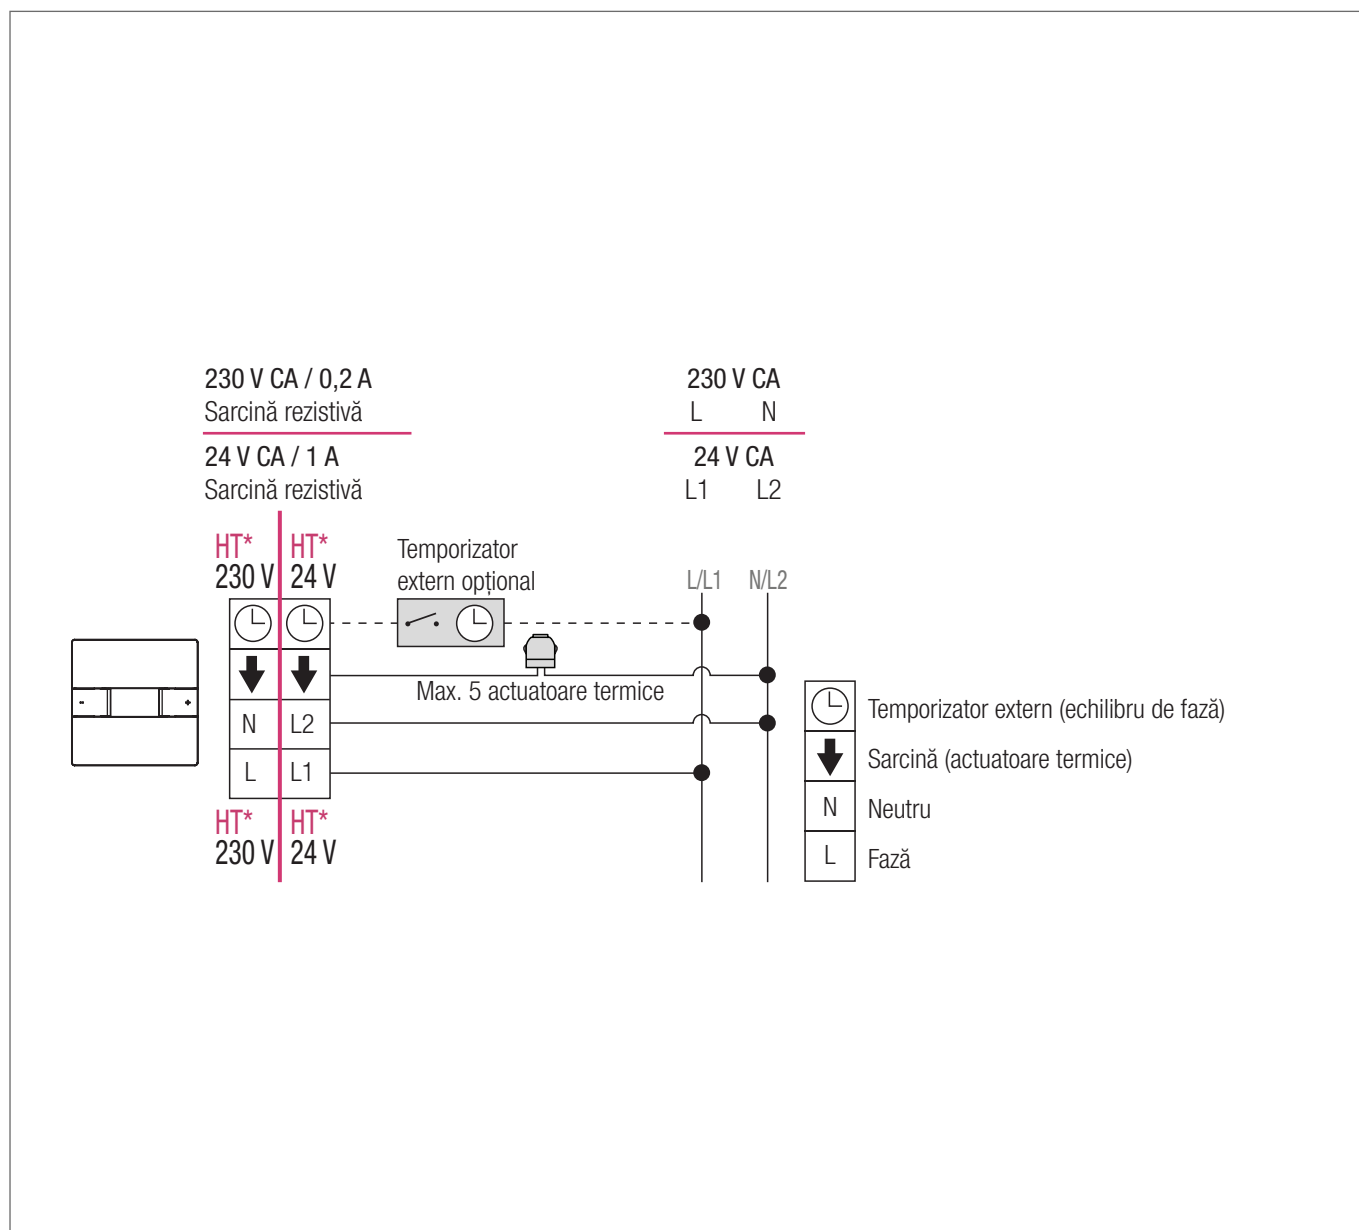 230 V CA / 0,2 A
Sarcină rezistivă
24 V CA / 1 A
Sarcină rezistivă
230 V CA
L N
24 V CA
L1 L2
HT* HT*
230 V 24 V
Temporizator
extern opțional
L/L1 N/L2
Max. 5 actuatoare termice
- +
N L2
L L1
HT* HT*
230 V 24 V
Temporizator extern (echilibru de fază)
Sarcină (actuatoare termice)
N Neutru
L Fază